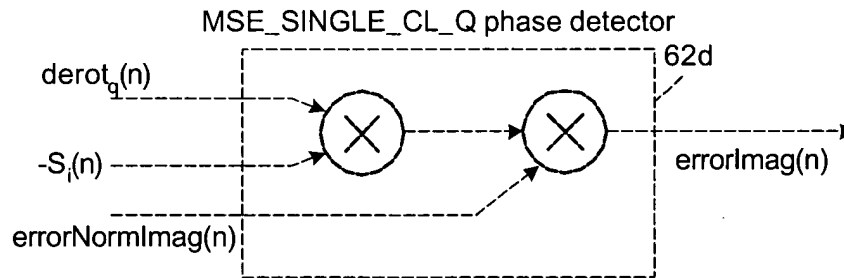 MSE_SINGLE_CL_Q phase detector
62d
derot_q(n)
-S_i(n)
errorNormImag(n)
errorImag(n)